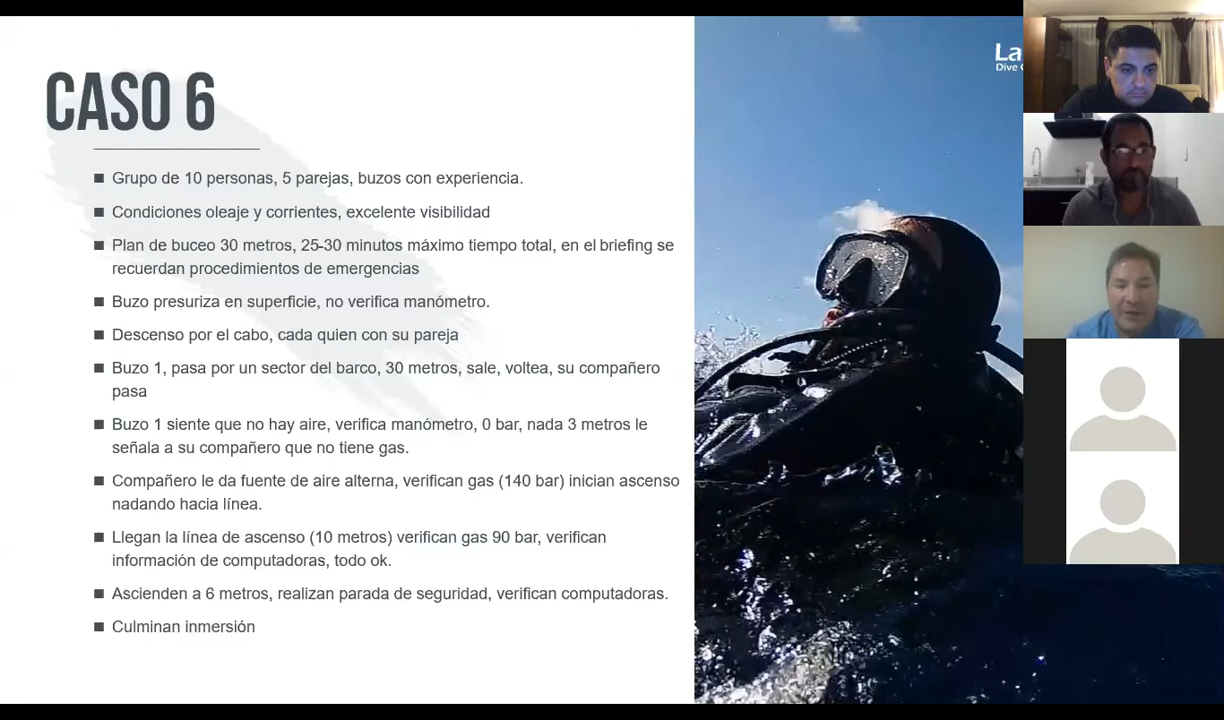 CASO 6
■ Grupo de 10 personas, 5 parejas, buzos con experiencia.
■ Condiciones oleaje y corrientes, excelente visibilidad
■ Plan de buceo 30 metros, 25-30 minutos máximo tiempo total, en el briefing se
recuerdan procedimientos de emergencias
■ Buzo presuriza en superficie, no verifica manómetro.
■ Descenso por el cabo, cada quien con su pareja
■ Buzo 1, pasa por un sector del barco, 30 metros, sale, voltea, su compañero
pasa
■ Buzo 1 siente que no hay aire, verifica manómetro, 0 bar, nada 3 metros le
señala a su compañero que no tiene gas.
■ Compañero le da fuente de aire alterna, verifican gas (140 bar) inician ascenso
nadando hacia línea.
■ Llegan la línea de ascenso (10 metros) verifican gas 90 bar, verifican
información de computadoras, todo ok.
■ Ascienden a 6 metros, realizan parada de seguridad, verifican computadoras.
■ Culminan inmersión
La
Dive